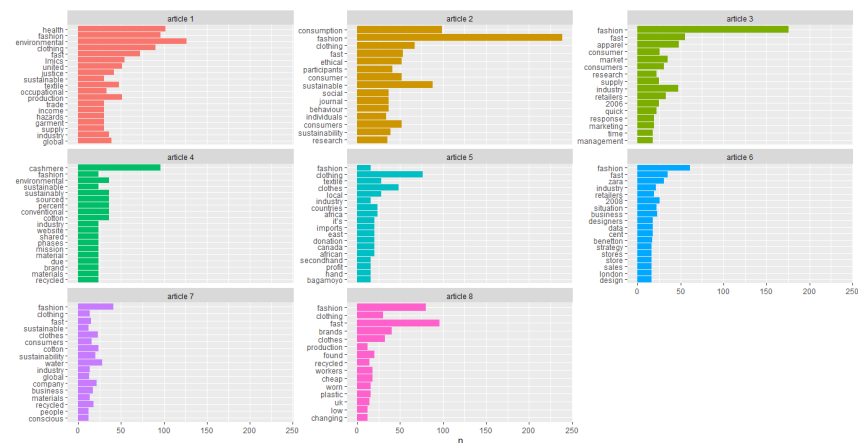 article 1
health
fashion
environmental
clothing
fast
lmics
united
justice
sustainable
textile
occupational
production
trade
income
hazards
garment
supply
industry
global
article 2
consumption
fashion
clothing
fast
ethical
participants
consumer
sustainable
social
journal
behaviour
individuals
consumers
sustainability
research
article 3
fashion
fast
apparel
consumer
market
consumers
research
supply
industry
retailers
2006
quick
response
marketing
time
management
article 4
cashmere
fashion
environmental
sustainable
sustainably
sourced
percent
conventional
cotton
industry
website
shared
phases
mission
material
due
brand
materials
recycled
article 5
fashion
clothing
textile
clothes
local
industry
countries
africa
it's
imports
east
donation
canada
african
secondhand
profit
hand
bagamoyo
article 6
fashion
fast
zara
industry
retailers
2008
situation
business
designers
data
cent
benetton
strategy
stores
store
sales
london
design
0 50 100 150 200 250
article 7
fashion
clothing
fast
sustainable
clothes
consumers
cotton
sustainability
water
industry
global
company
business
materials
recycled
people
conscious
0 50 100 150 200 250
article 8
fashion
clothing
fast
brands
clothes
production
found
recycled
workers
cheap
worn
plastic
uk
low
changing
0 50 100 150 200 250
n